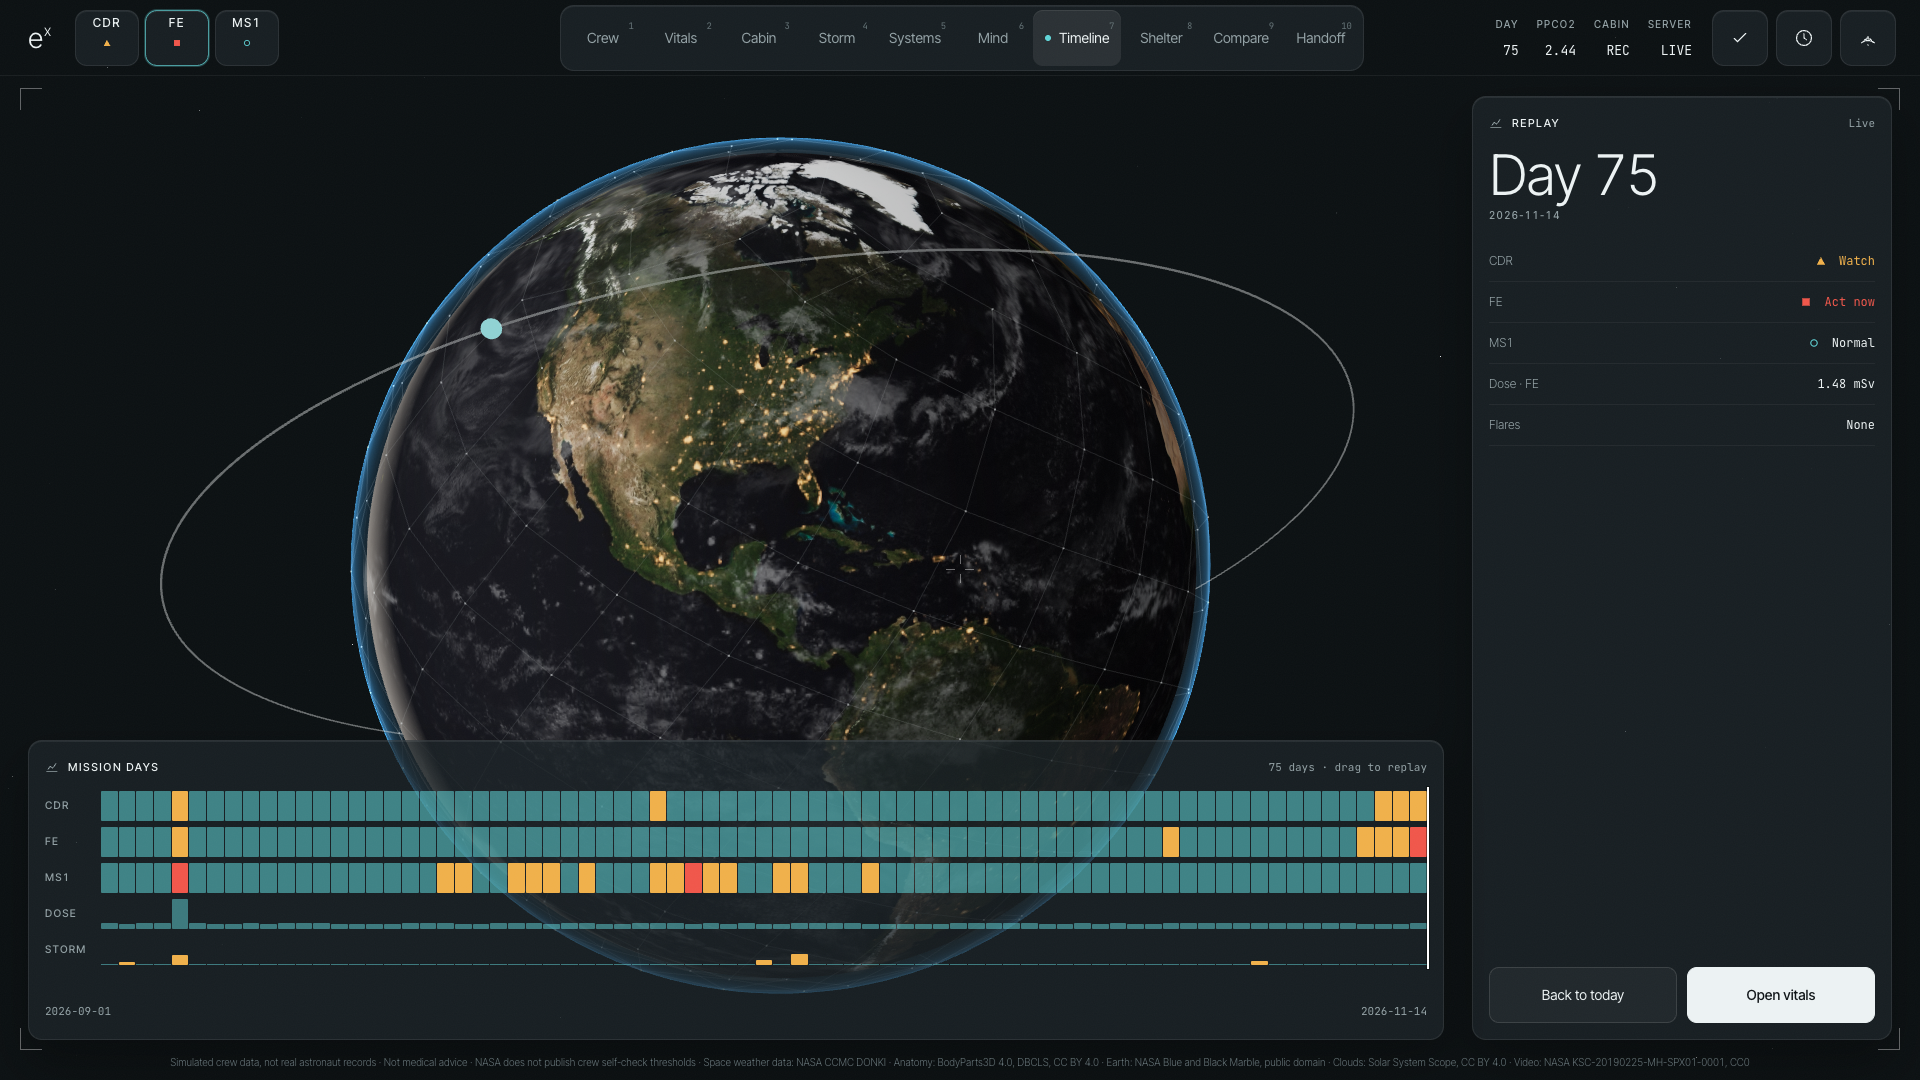 e^x
CDR
FE
MS1
Crew 1
Vitals 2
Cabin 3
Storm 4
Systems 5
Mind 6
Timeline 7
Shelter 8
Compare 9
Handoff 10
DAY PPCO2 CABIN SERVER
75 2.44 REC LIVE
REPLAY Live
Day 75
2026-11-14
CDR Watch
FE Act now
MS1 Normal
Dose · FE 1.48 mSv
Flares None
MISSION DAYS 75 days · drag to replay
CDR
FE
MS1
DOSE
STORM
2026-09-01 2026-11-14
Back to today Open vitals
Simulated crew data, not real astronaut records · Not medical advice · NASA does not publish crew self-check thresholds · Space weather data: NASA CCMC DONKI · Anatomy: BodyParts3D 4.0, DBCLS, CC BY 4.0 · Earth: NASA Blue and Black Marble, public domain · Clouds: Solar System Scope, CC BY 4.0 · Video: NASA KSC-20190225-MH-SPX01-0001, CC0